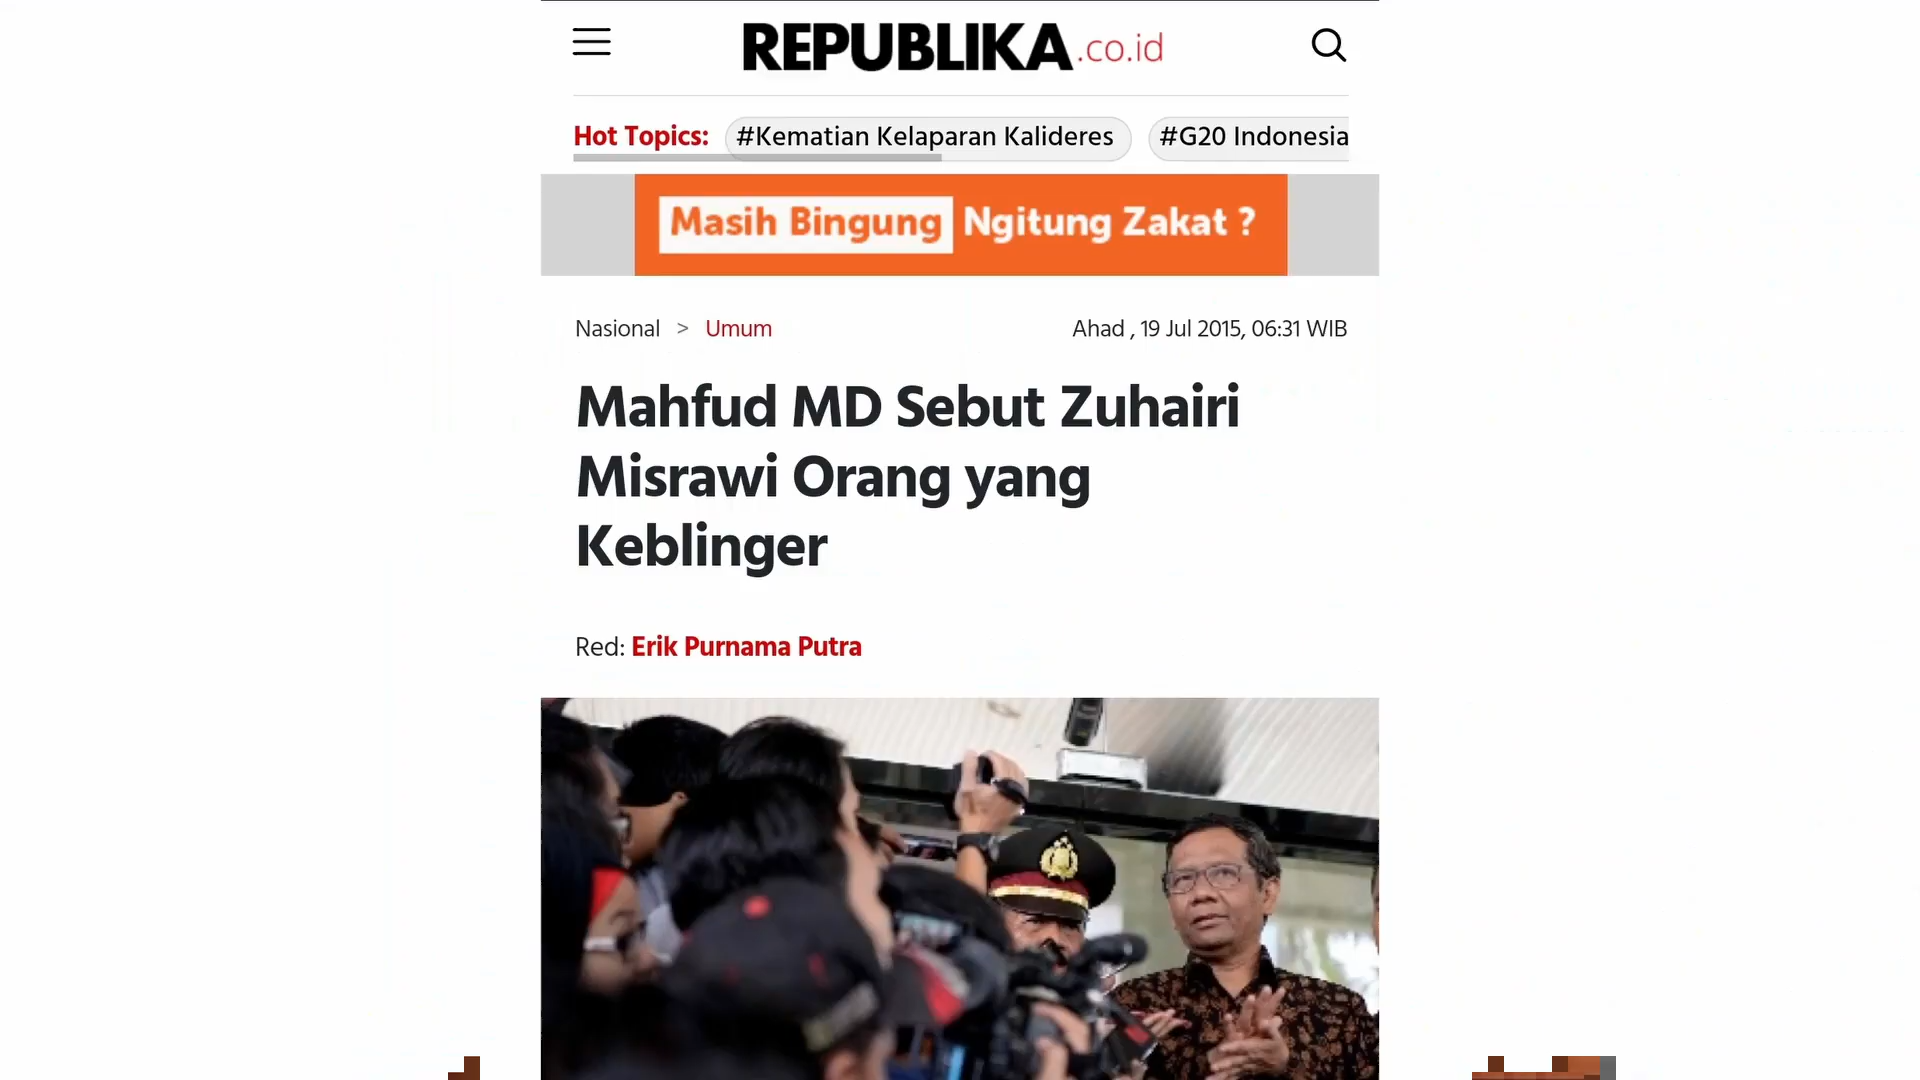 REPUBLIKA.co.id
Hot Topics: #Kematian Kelaparan Kalideres #G20 Indonesia
Masih Bingung Ngitung Zakat ?
Nasional > Umum Ahad , 19 Jul 2015, 06:31 WIB
Mahfud MD Sebut Zuhairi
Misrawi Orang yang
Keblinger
Red: Erik Purnama Putra